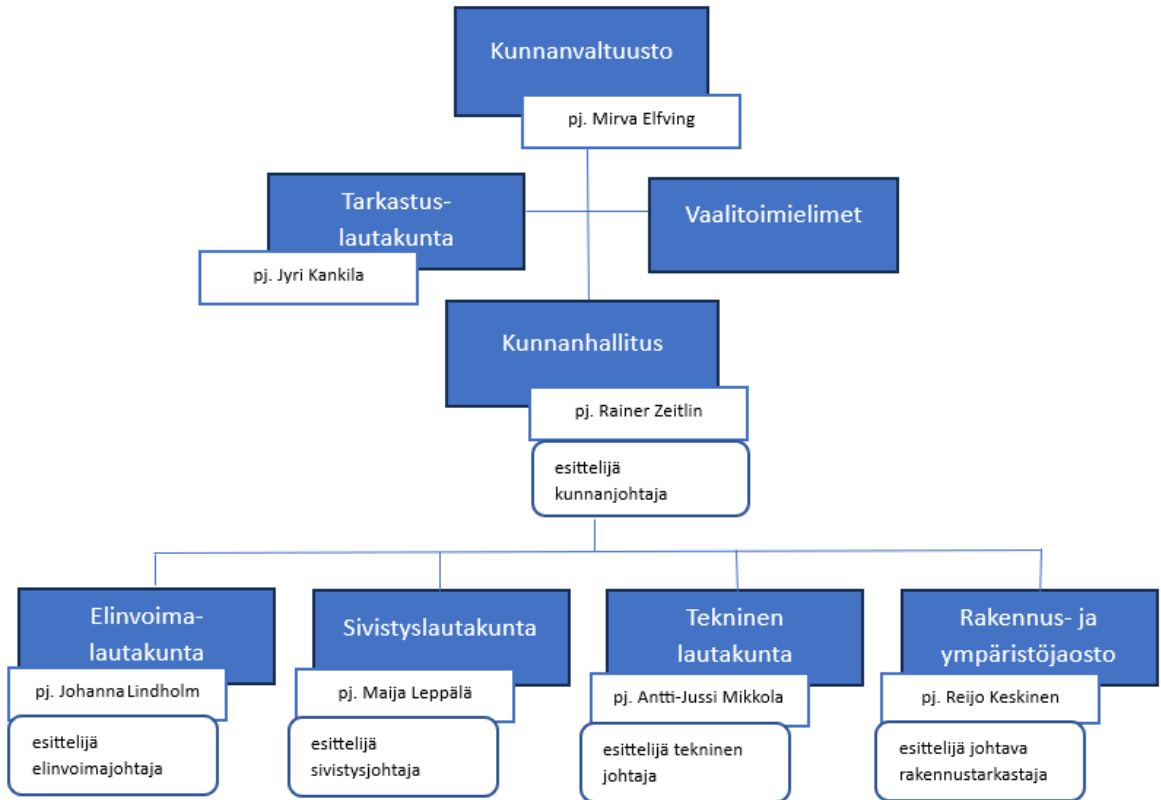 Kunnanvaltuusto
pj. Mirva Elfving
Tarkastus-
lautakunta
pj. Jyri Kankila
Vaalitoimielimet
Kunnanhallitus
pj. Rainer Zeitlin
esittelijä
kunnanjohtaja
Elinvoima-
lautakunta
pj. Johanna Lindholm
esittelijä
elinvoimajohtaja
Sivistyslautakunta
pj. Maija Leppälä
esittelijä
sivistysjohtaja
Tekninen
lautakunta
pj. Antti-Jussi Mikkola
esittelijä tekninen
johtaja
Rakennus- ja
ympäristöjaosto
pj. Reijo Keskinen
esittelijä johtava
rakennustarkastaja